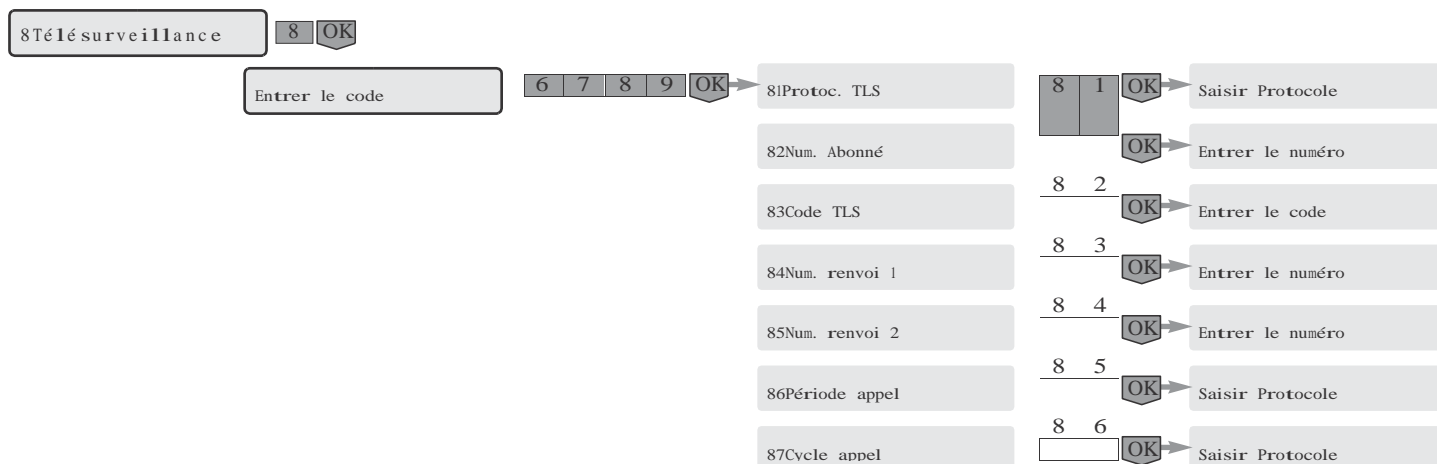 8Télésurveillance 8 OK
Entrer le code 6 7 8 9 OK 81Protoc. TLS 8 1 OK Saisir Protocole
82Num. Abonné OK Entrer le numéro
8 2
83Code TLS OK Entrer le code
8 3
84Num. renvoi 1 OK Entrer le numéro
8 4
85Num. renvoi 2 OK Entrer le numéro
8 5
86Période appel OK Saisir Protocole
8 6
87Cycle appel OK Saisir Protocole